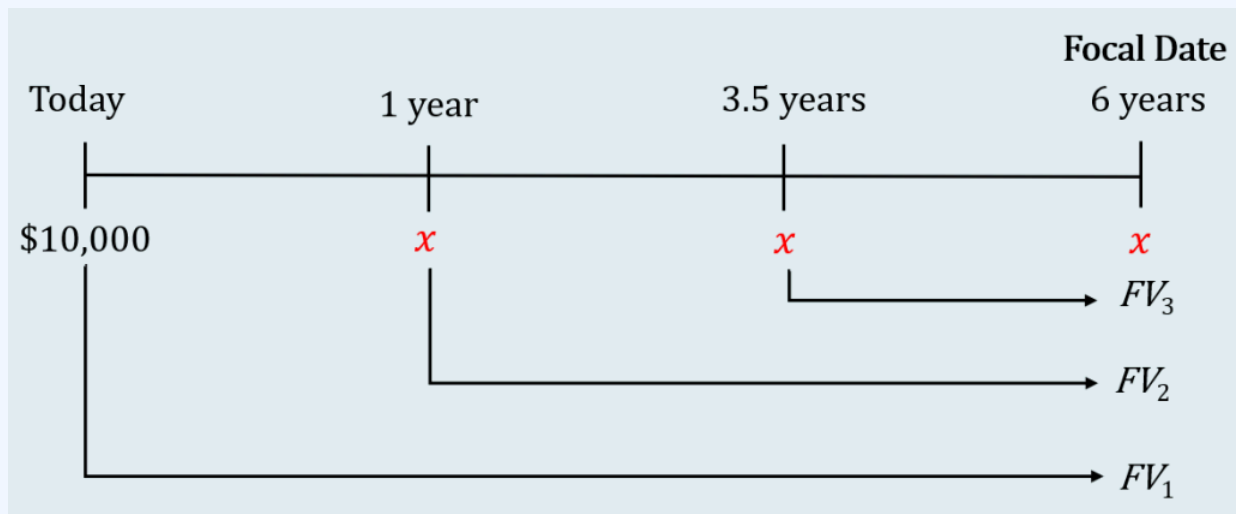 Focal Date
Today 1 year 3.5 years 6 years
$10,000 x x x
FV₃
FV₂
FV₁